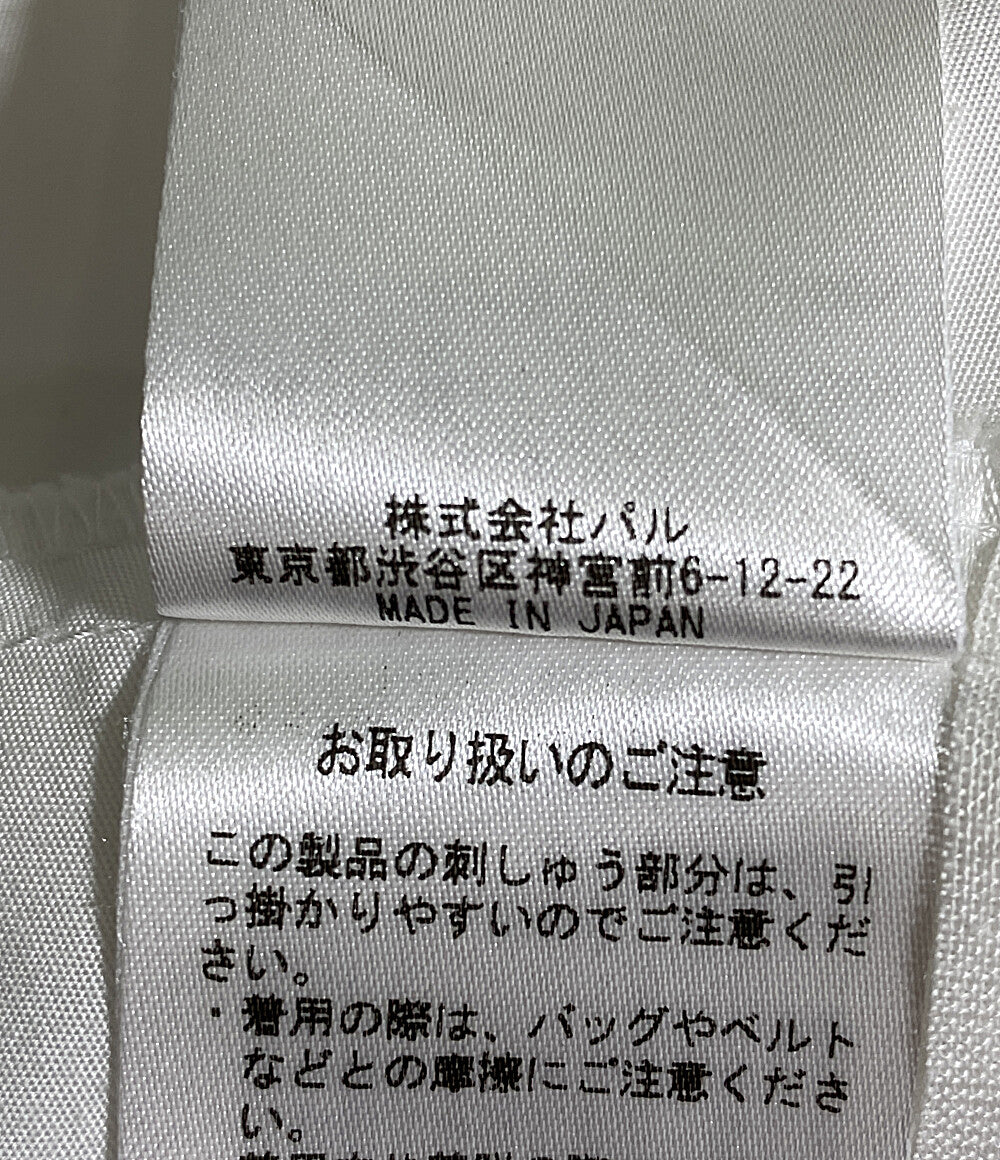 株式会社パル
東京都渋谷区神宮前6-12-22
MADE IN JAPAN
お取り扱いのご注意
この製品の刺しゅう部分は、引
っ掛かりやすいのでご注意くだ
さい。
・着用の際は、バッグやベルト
などとの摩擦にご注意くださ
い。